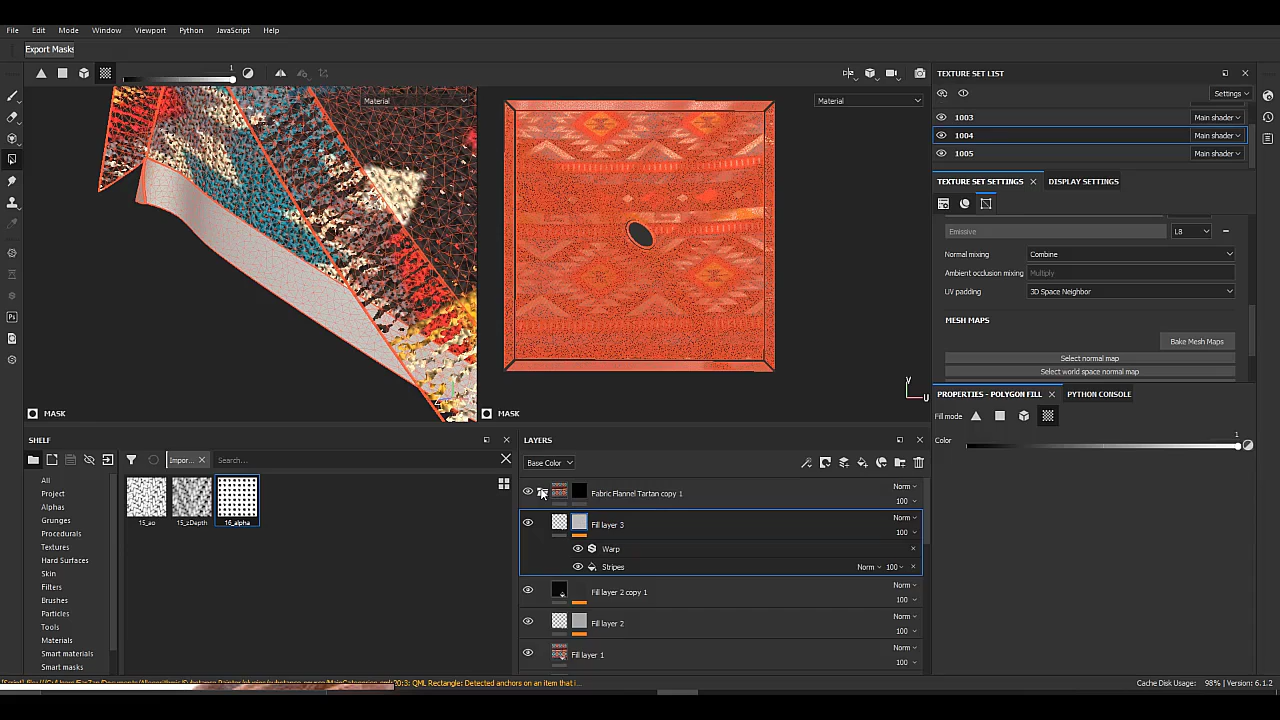 File Edit Mode Window Viewport Python JavaScript Help
Export Masks
1
Material
Material
TEXTURE SET LIST
Settings
1003 Main shader
1004 Main shader
1005 Main shader
TEXTURE SET SETTINGS DISPLAY SETTINGS
Emissive L8
Normal mixing Combine
Ambient occlusion mixing Multiply
UV padding 3D Space Neighbor
MESH MAPS
Bake Mesh Maps
Select normal map
Select world space normal map
Y
U
MASK
MASK
PROPERTIES - POLYGON FILL PYTHON CONSOLE
Fill mode
Color 1
SHELF
Impor... Search...
All
Project
Alphas
Grunges
Procedurals
Textures
Hard Surfaces
Skin
Filters
Brushes
Particles
Tools
Materials
Smart materials
Smart masks
15_ao 15_zDepth 16_alpha
LAYERS
Base Color
Fabric Flannel Tartan copy 1 Norm 100
Fill layer 3 Norm 100
Warp
Stripes Norm 100
Fill layer 2 copy 1 Norm 100
Fill layer 2 Norm 100
Fill layer 1 Norm 100
QML Rectangle: Detected anchors on an item that i...
Cache Disk Usage: 98% | Version: 6.1.2